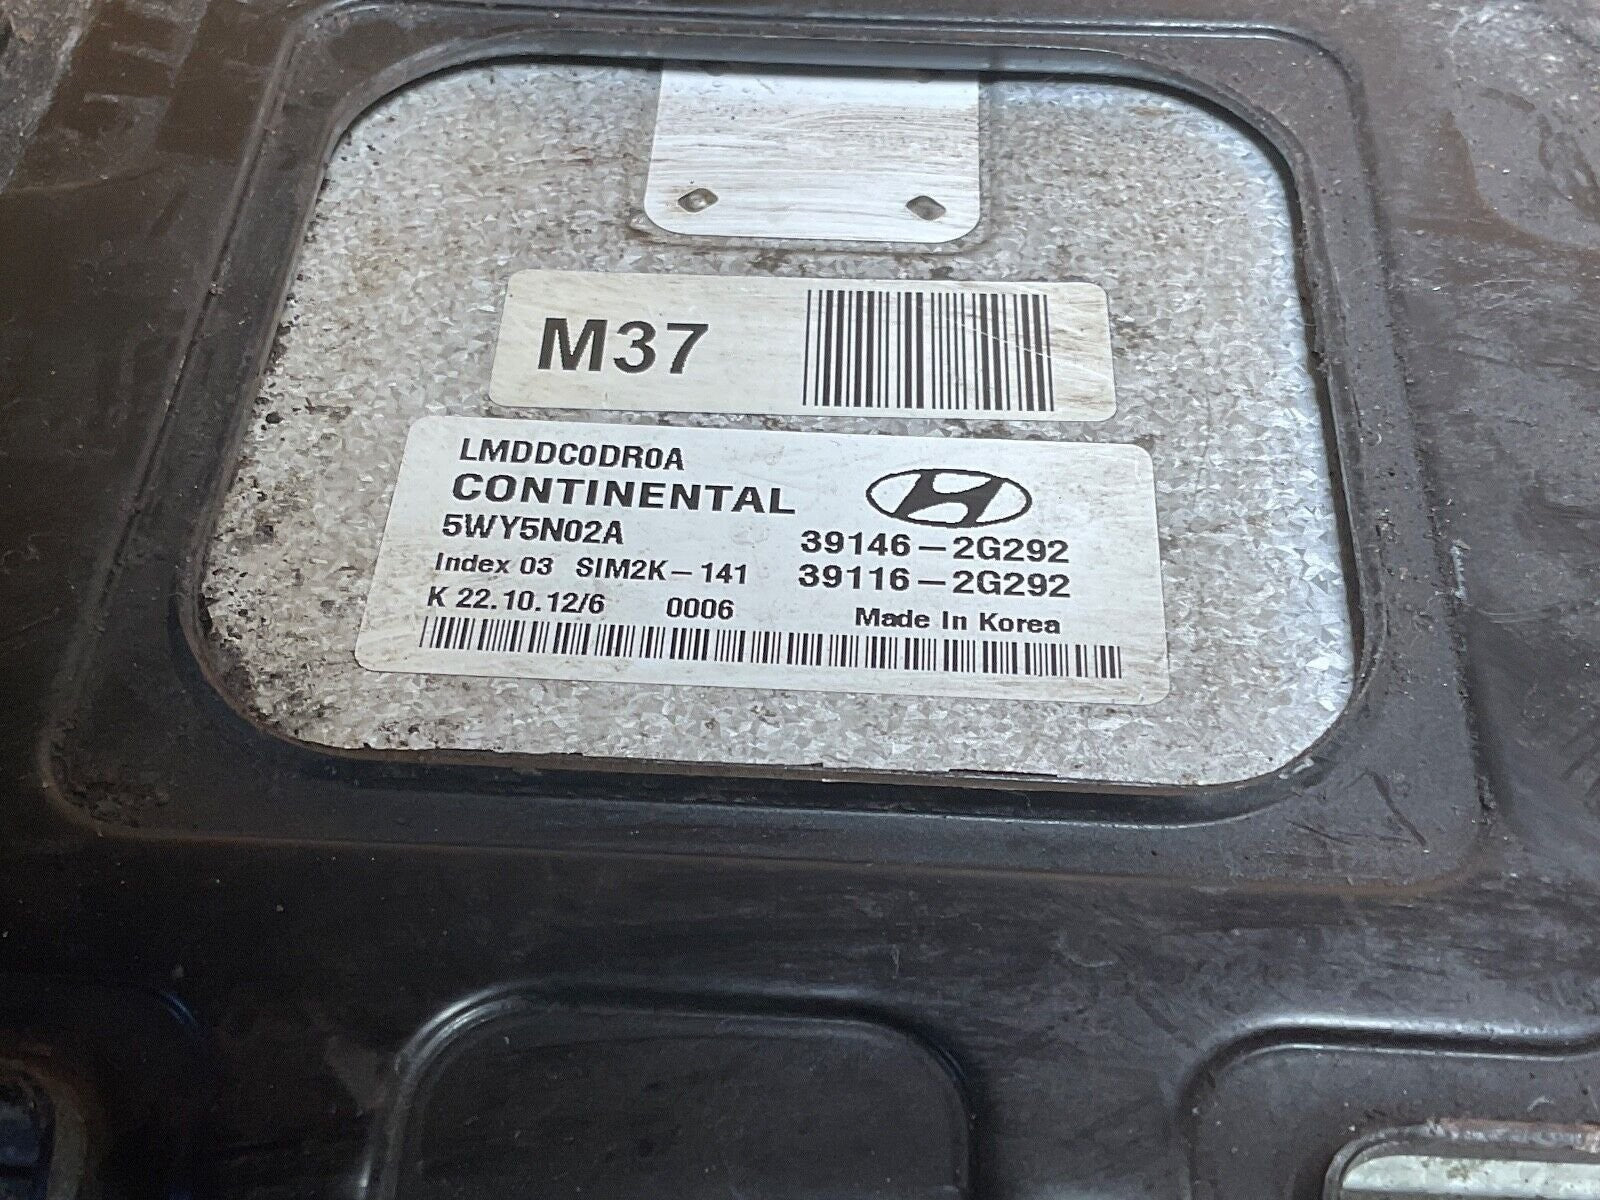 M37
LMDDC0DR0A
CONTINENTAL
5WY5N02A 39146-2G292
Index 03 SIM2K-141 39116-2G292
K 22.10.12/6 0006 Made In Korea